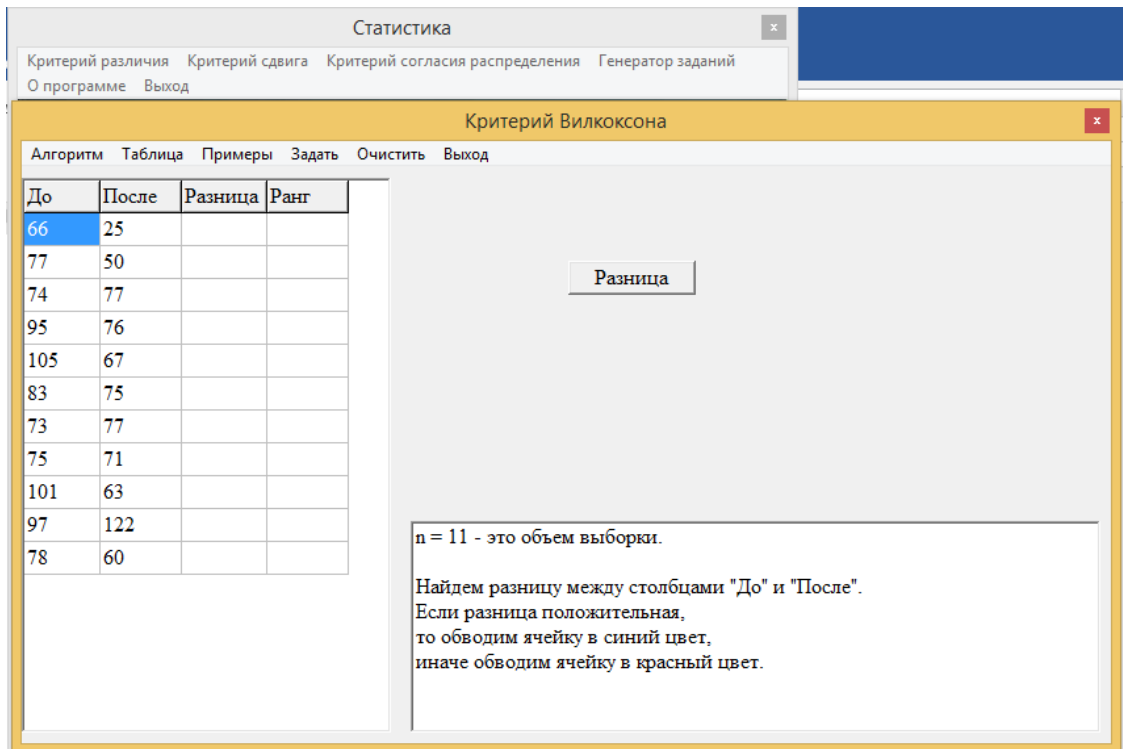 Статистика
x
Критерий различия Критерий сдвига Критерий согласия распределения Генератор заданий
О программе Выход
Критерий Вилкоксона
x
Алгоритм Таблица Примеры Задать Очистить Выход
До После Разница Ранг
66 25
77 50
74 77
95 76
105 67
83 75
73 77
75 71
101 63
97 122
78 60
Разница
n = 11 - это объем выборки.
Найдем разницу между столбцами "До" и "После".
Если разница положительная,
то обводим ячейку в синий цвет,
иначе обводим ячейку в красный цвет.